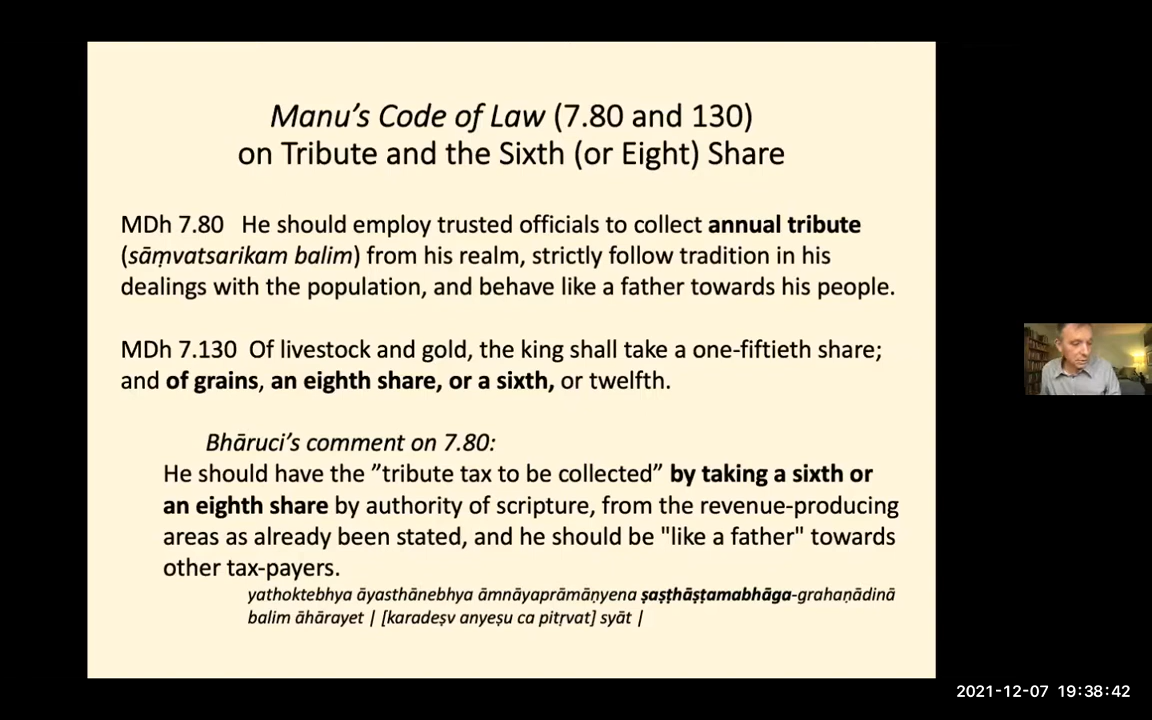 Manu's Code of Law (7.80 and 130)
on Tribute and the Sixth (or Eight) Share
MDh 7.80 He should employ trusted officials to collect annual tribute
(sāṃvatsarikam balim) from his realm, strictly follow tradition in his
dealings with the population, and behave like a father towards his people.
MDh 7.130 Of livestock and gold, the king shall take a one-fiftieth share;
and of grains, an eighth share, or a sixth, or twelfth.
Bhāruci's comment on 7.80:
He should have the ”tribute tax to be collected” by taking a sixth or
an eighth share by authority of scripture, from the revenue-producing
areas as already been stated, and he should be "like a father" towards
other tax-payers.
yathoktebhya āyasthānebhya āmnāyaprāmāṇyena ṣaṣṭhāṣṭamabhāga-grahaṇādinā
balim āhārayet | [karadeṣv anyeṣu ca pitṛvat] syāt |
2021-12-07 19:38:42